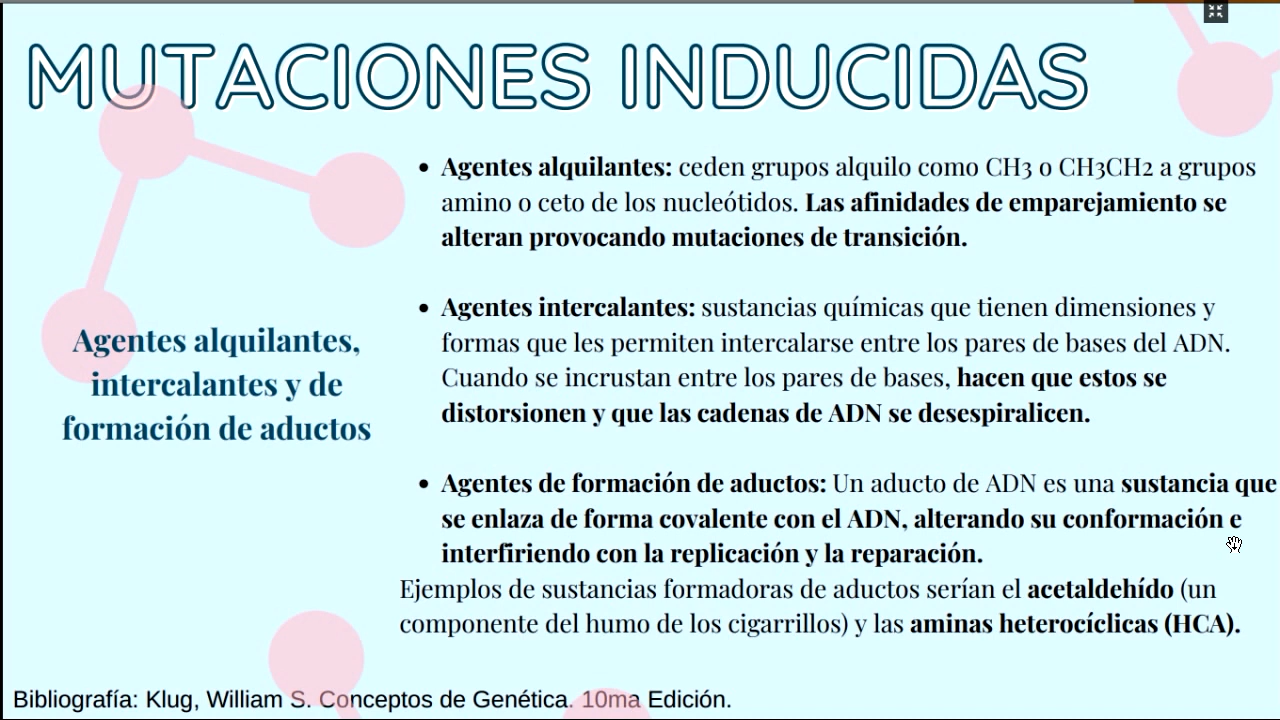 MUTACIONES INDUCIDAS
Agentes alquilantes,
intercalantes y de
formación de aductos
• Agentes alquilantes: ceden grupos alquilo como CH3 o CH3CH2 a grupos
amino o ceto de los nucleótidos. Las afinidades de emparejamiento se
alteran provocando mutaciones de transición.
• Agentes intercalantes: sustancias químicas que tienen dimensiones y
formas que les permiten intercalarse entre los pares de bases del ADN.
Cuando se incrustan entre los pares de bases, hacen que estos se
distorsionen y que las cadenas de ADN se desespiralicen.
• Agentes de formación de aductos: Un aducto de ADN es una sustancia que
se enlaza de forma covalente con el ADN, alterando su conformación e
interfiriendo con la replicación y la reparación.
Ejemplos de sustancias formadoras de aductos serían el acetaldehído (un
componente del humo de los cigarrillos) y las aminas heterocíclicas (HCA).
Bibliografía: Klug, William S. Conceptos de Genética. 10ma Edición.